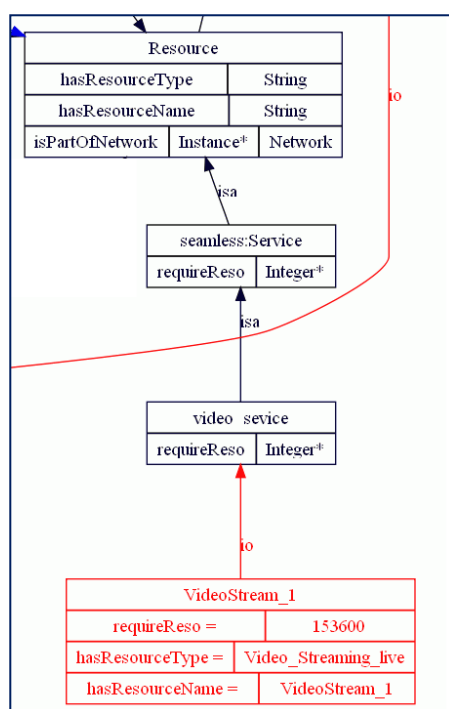 Resource
hasResourceType String
io
hasResourceName String
isPartOfNetwork Instance* Network
isa
seamless:Service
requireReso Integer*
isa
video sevice
requireReso Integer*
io
VideoStream_1
requireReso = 153600
hasResourceType = Video_Streaming_live
hasResourceName = VideoStream_1